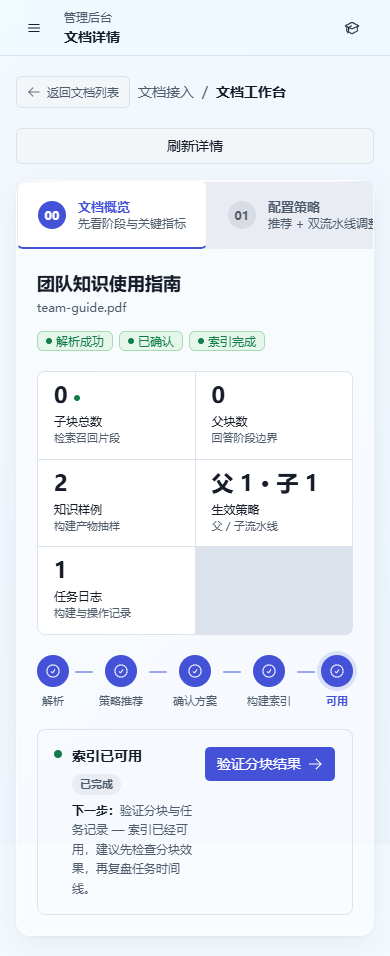 管理后台
文档详情
返回文档列表
文档接入 / 文档工作台
刷新详情
00 文档概览
先看阶段与关键指标
01 配置策略
推荐 + 双流水线调整
团队知识使用指南
team-guide.pdf
解析成功 已确认 索引完成
0
子块总数
检索召回片段
0
父块数
回答阶段边界
2
知识样例
构建产物抽样
父 1 · 子 1
生效策略
父 / 子流水线
1
任务日志
构建与操作记录
解析 策略推荐 确认方案 构建索引 可用
索引已可用
已完成
下一步：验证分块与任
务记录 — 索引已经可
用，建议先检查分块效
果，再复盘任务时间
线。
验证分块结果